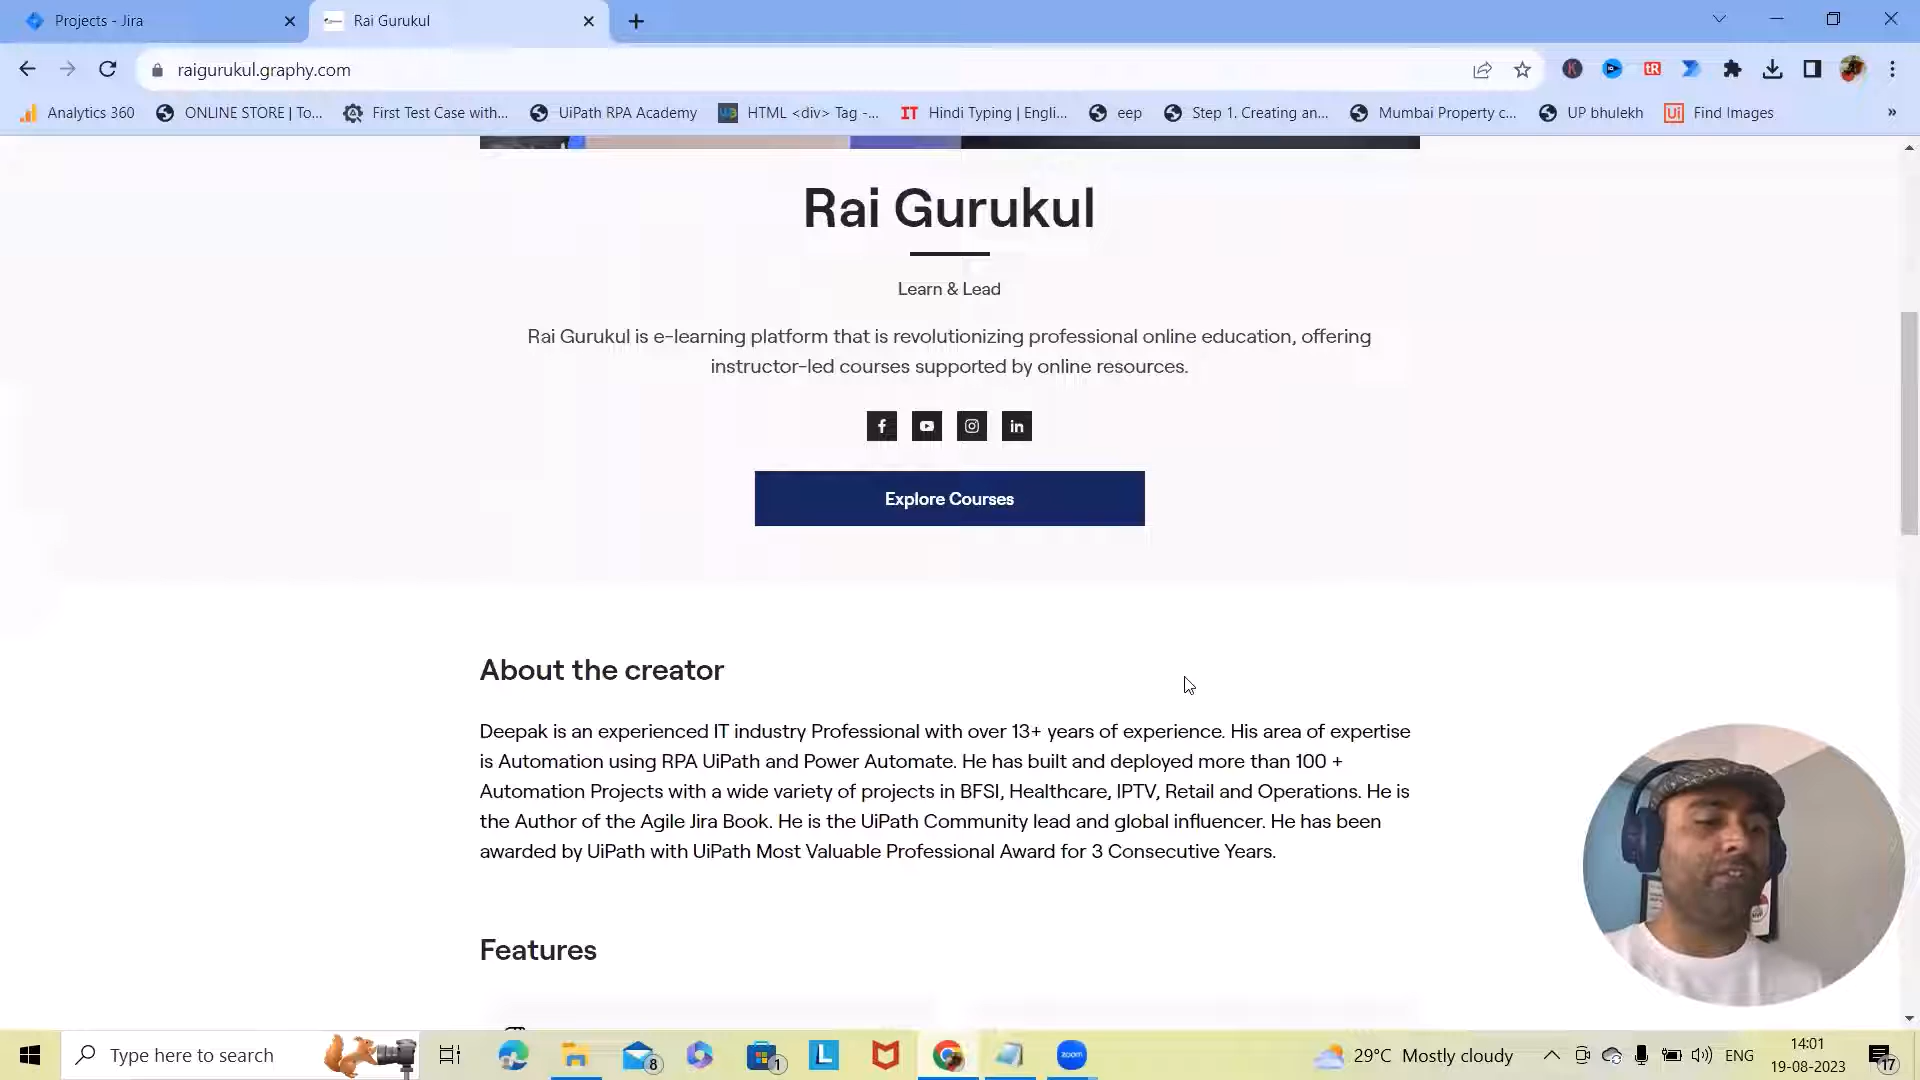 Projects - Jira
Rai Gurukul
raigurukul.graphy.com
Analytics 360
ONLINE STORE | To...
First Test Case with...
UiPath RPA Academy
HTML <div> Tag -...
Hindi Typing | Engli...
eep
Step 1. Creating an...
Mumbai Property c...
UP bhulekh
Find Images
Rai Gurukul
Learn & Lead
Rai Gurukul is e-learning platform that is revolutionizing professional online education, offering
instructor-led courses supported by online resources.
Explore Courses
About the creator
Deepak is an experienced IT industry Professional with over 13+ years of experience. His area of expertise
is Automation using RPA UiPath and Power Automate. He has built and deployed more than 100 +
Automation Projects with a wide variety of projects in BFSI, Healthcare, IPTV, Retail and Operations. He is
the Author of the Agile Jira Book. He is the UiPath Community lead and global influencer. He has been
awarded by UiPath with UiPath Most Valuable Professional Award for 3 Consecutive Years.
Features
Type here to search
8
1
L
zoom
29°C Mostly cloudy
ENG
14:01
19-08-2023
17